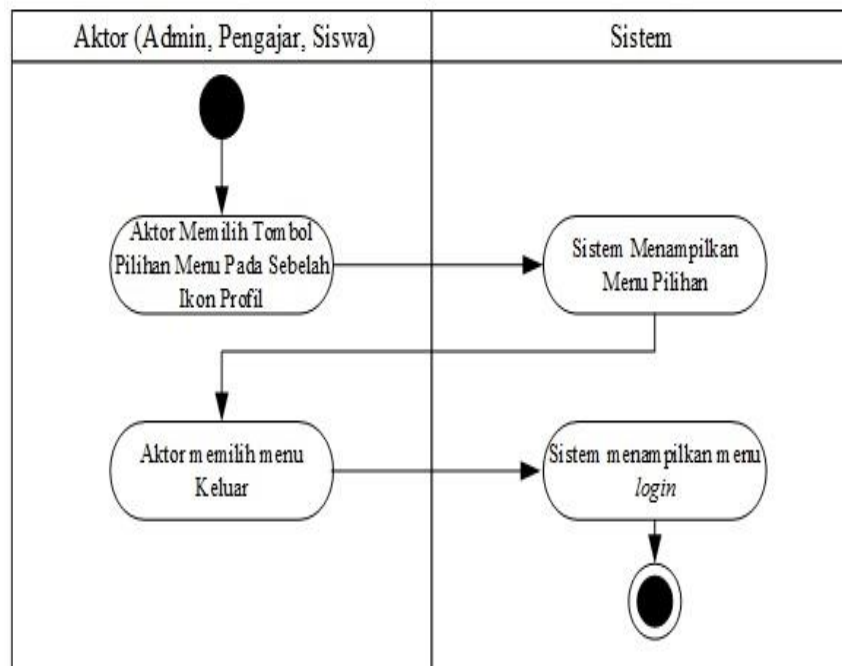 Aktor (Admin, Pengajar, Siswa)
Sistem
Aktor Memilih Tombol
Pilihan Menu Pada Sebelah
Ikon Profil
Sistem Menampilkan
Menu Pilihan
Aktor memilih menu
Keluar
Sistem menampilkan menu
login